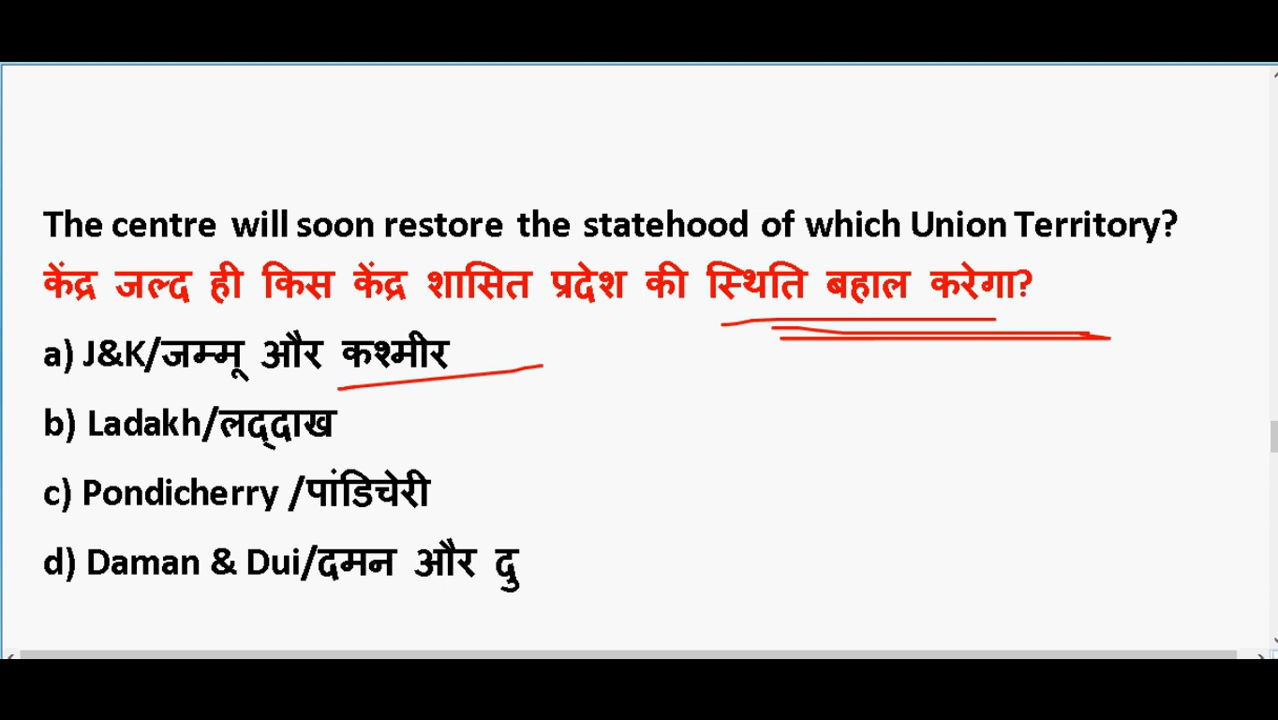 The centre will soon restore the statehood of which Union Territory?
केंद्र जल्द ही किस केंद्र शासित प्रदेश की स्थिति बहाल करेगा?
a) J&K/जम्मू और कश्मीर
b) Ladakh/लद्दाख
c) Pondicherry /पांडिचेरी
d) Daman & Dui/दमन और दु